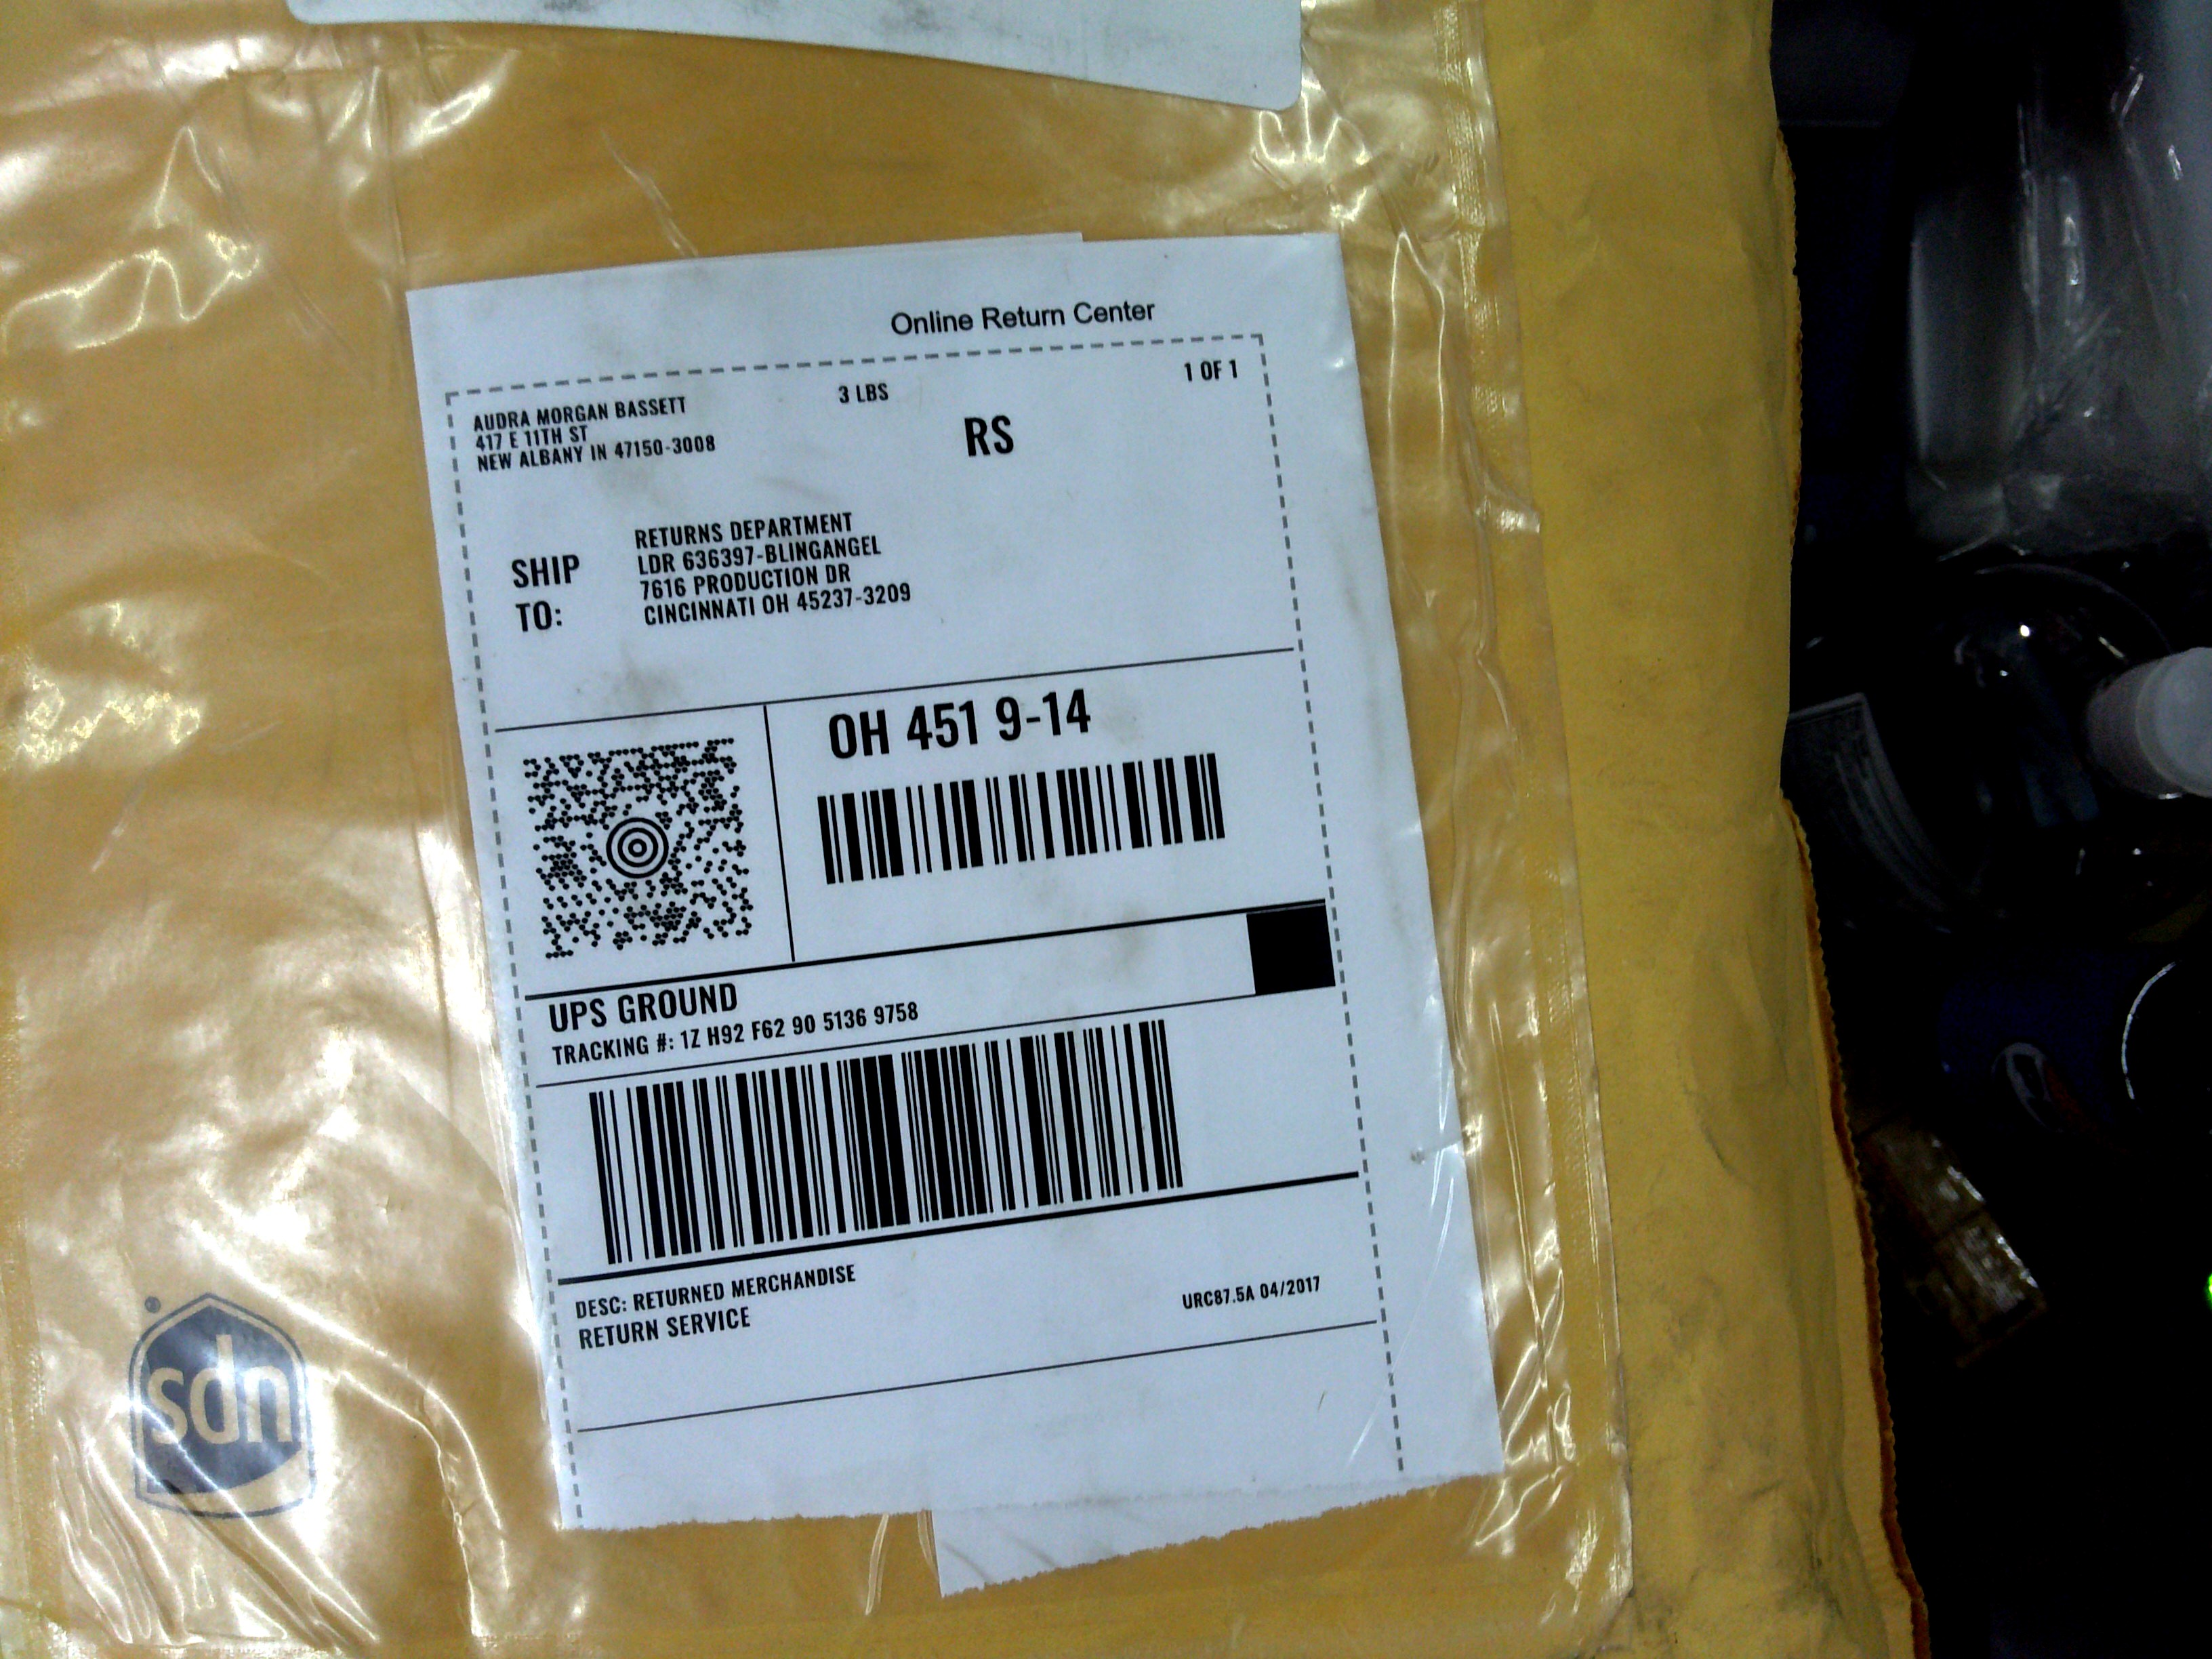 Online Return Center
AUDRA MORGAN BASSETT
417 E 11TH ST
NEW ALBANY IN 47150-3008
3 LBS
1 OF 1
RS
SHIP TO:
RETURNS DEPARTMENT
LDR 636397-BLINGANGEL
7616 PRODUCTION DR
CINCINNATI OH 45237-3209
OH 451 9-14
UPS GROUND
TRACKING #: 1Z H92 F62 90 5136 9758
DESC: RETURNED MERCHANDISE
RETURN SERVICE
URC87.5A 04/2017
ups
®